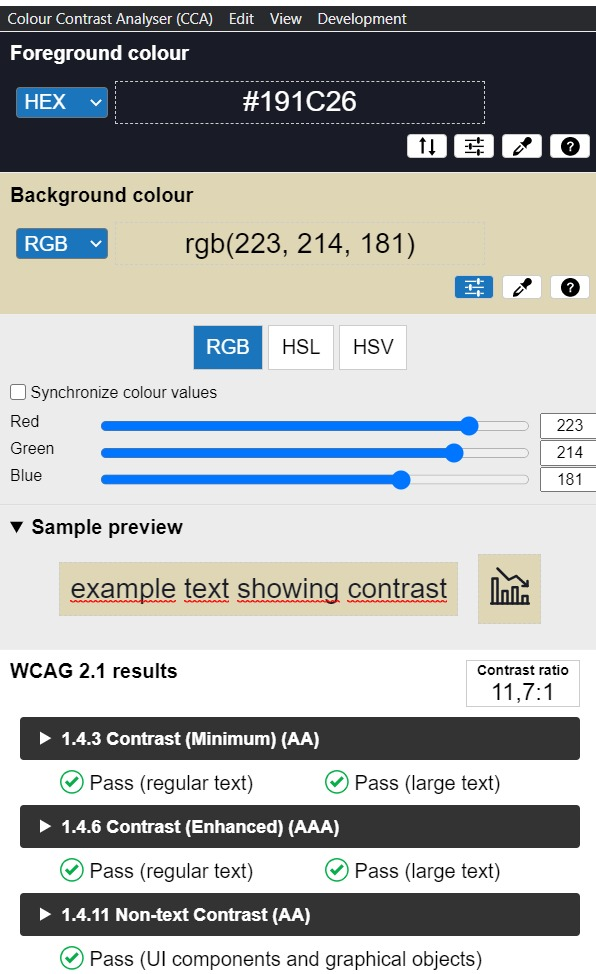 Colour Contrast Analyser (CCA) Edit View Development
Foreground colour
HEX #191C26
Background colour
RGB rgb(223, 214, 181)
RGB HSL HSV
Synchronize colour values
Red 223
Green 214
Blue 181
▼ Sample preview
example text showing contrast
WCAG 2.1 results
Contrast ratio
11,7:1
1.4.3 Contrast (Minimum) (AA)
Pass (regular text) Pass (large text)
1.4.6 Contrast (Enhanced) (AAA)
Pass (regular text) Pass (large text)
1.4.11 Non-text Contrast (AA)
Pass (UI components and graphical objects)